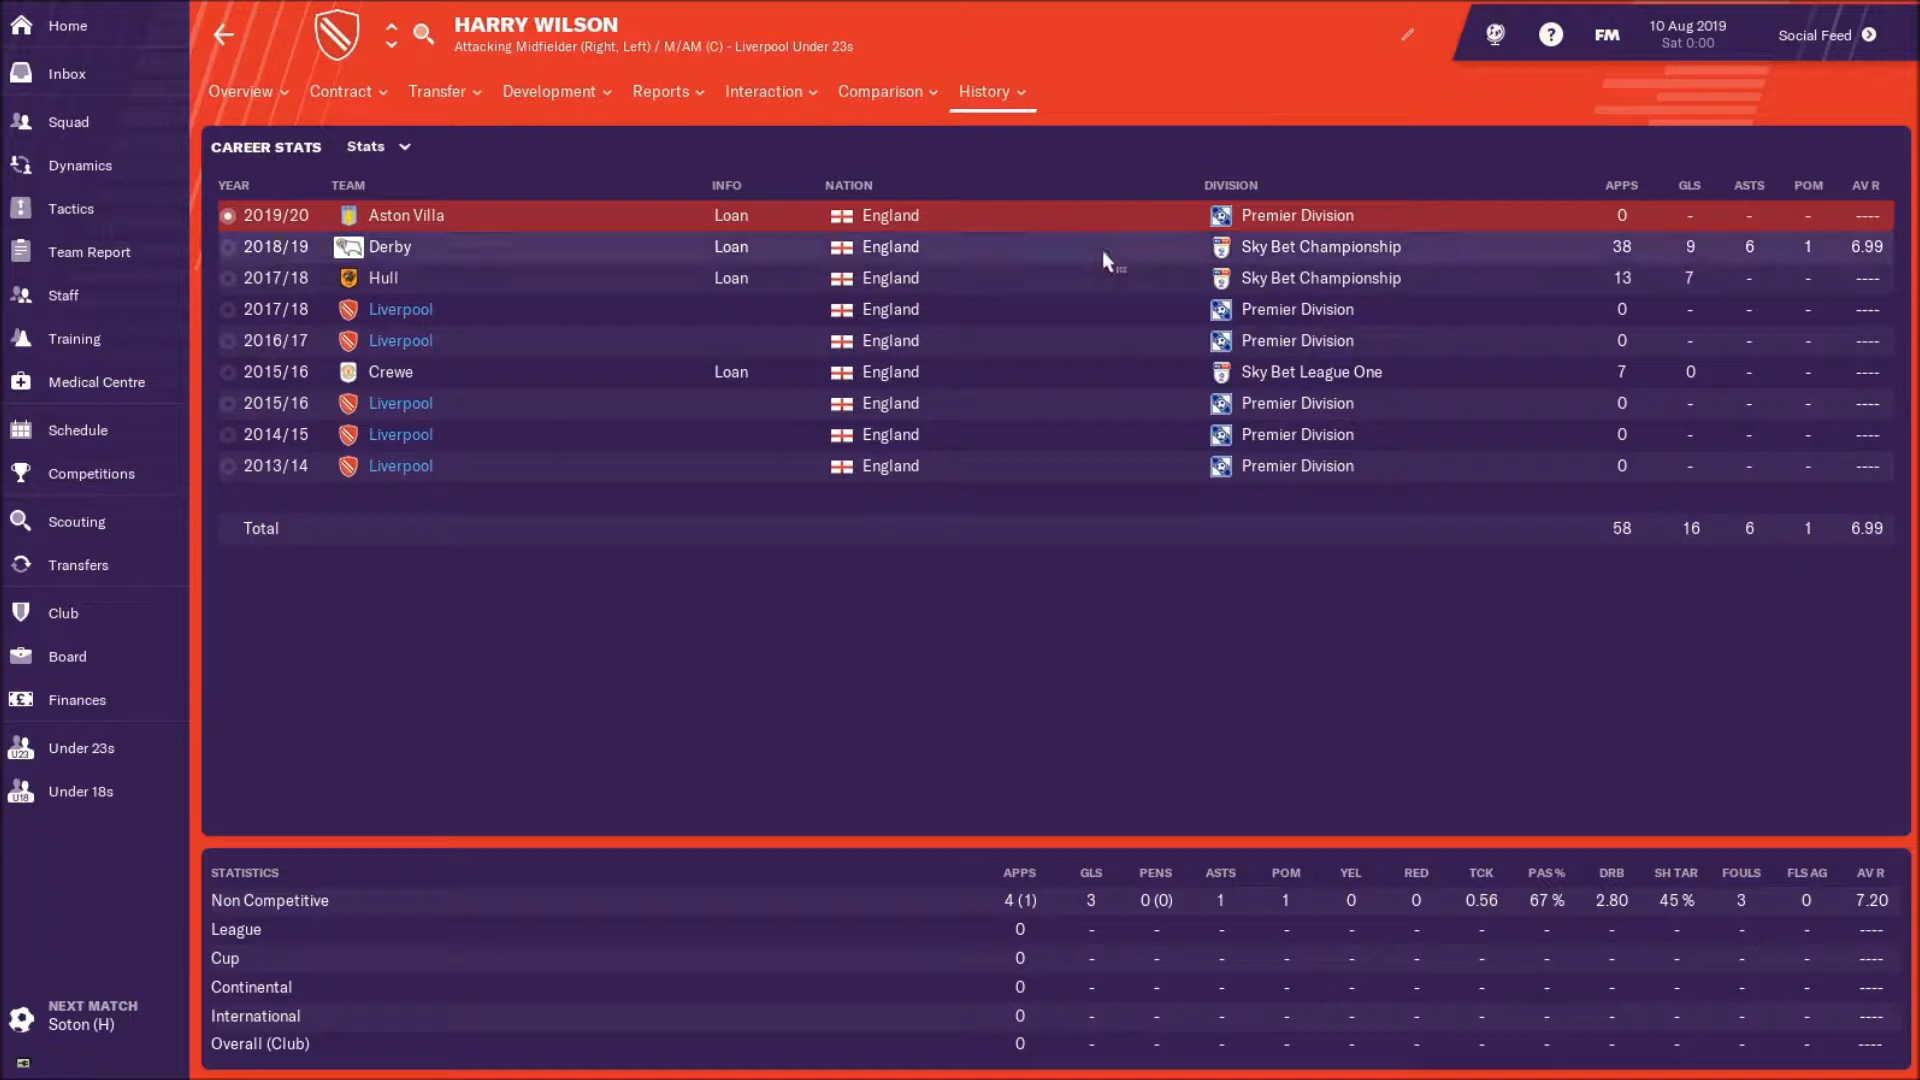 Home
Inbox
Squad
Dynamics
Tactics
Team Report
Staff
Training
Medical Centre
Schedule
Competitions
Scouting
Transfers
Club
Board
Finances
U23 Under 23s
U18 Under 18s
NEXT MATCH
Soton (H)
HARRY WILSON
Attacking Midfielder (Right, Left) / M/AM (C) - Liverpool Under 23s
? FM 10 Aug 2019 Social Feed
Sat 0:00
Overview Contract Transfer Development Reports Interaction Comparison History
CAREER STATS Stats
YEAR TEAM INFO NATION DIVISION APPS GLS ASTS POM AV R
2019/20 Aston Villa Loan England Premier Division 0 - - - ----
2018/19 Derby Loan England Sky Bet Championship 38 9 6 1 6.99
2017/18 Hull Loan England Sky Bet Championship 13 7 - - ----
2017/18 Liverpool England Premier Division 0 - - - ----
2016/17 Liverpool England Premier Division 0 - - - ----
2015/16 Crewe Loan England Sky Bet League One 7 0 - - ----
2015/16 Liverpool England Premier Division 0 - - - ----
2014/15 Liverpool England Premier Division 0 - - - ----
2013/14 Liverpool England Premier Division 0 - - - ----
Total 58 16 6 1 6.99
STATISTICS APPS GLS PENS ASTS POM YEL RED TCK PAS % DRB SH TAR FOULS FLS AG AV R
Non Competitive 4 (1) 3 0 (0) 1 1 0 0 0.56 67 % 2.80 45 % 3 0 7.20
League 0 - - - - - - - - - - - - ----
Cup 0 - - - - - - - - - - - - ----
Continental 0 - - - - - - - - - - - - ----
International 0 - - - - - - - - - - - - ----
Overall (Club) 0 - - - - - - - - - - - - ----